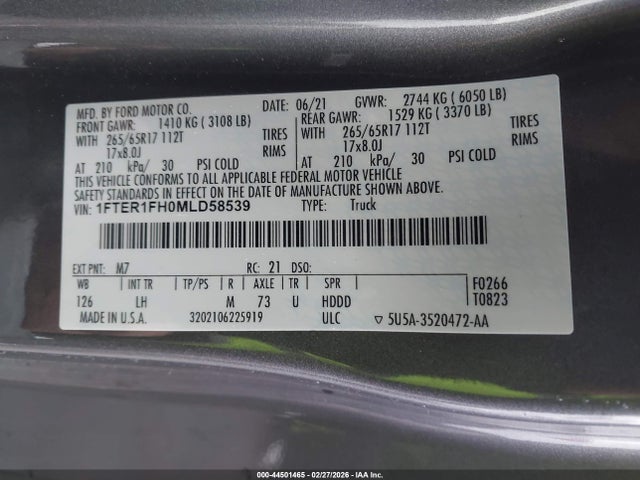 MFD. BY FORD MOTOR CO. DATE: 06/21 GVWR: 2744 KG ( 6050 LB)
FRONT GAWR: 1410 KG ( 3108 LB) REAR GAWR: 1529 KG ( 3370 LB)
WITH 265/65R17 112T TIRES WITH 265/65R17 112T TIRES
17x8.0J RIMS 17x8.0J RIMS
AT 210 kPa/ 30 PSI COLD AT 210 kPa/ 30 PSI COLD
THIS VEHICLE CONFORMS TO ALL APPLICABLE FEDERAL MOTOR VEHICLE
SAFETY STANDARDS IN EFFECT ON THE DATE OF MANUFACTURE SHOWN ABOVE.
VIN: 1FTER1FH0MLD58539 TYPE: Truck
EXT PNT: M7 RC: 21 DSO:
WB INT TR TP/PS R AXLE TR SPR F0266
126 LH M 73 U HDDD T0823
MADE IN U.S.A. 3202106225919 ULC ▽ 5U5A-3520472-AA
000-44501465 - 02/27/2026 - IAA Inc.